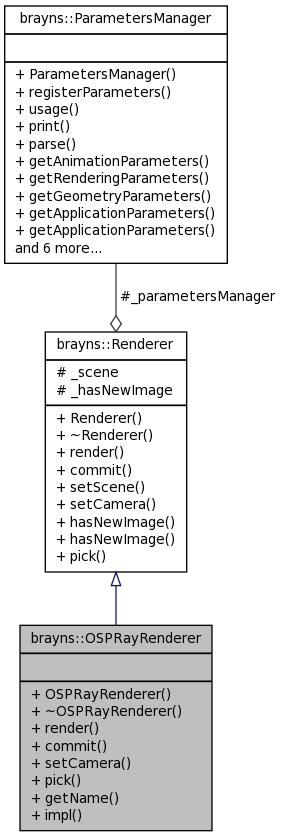 brayns::ParametersManager
+ ParametersManager()
+ registerParameters()
+ usage()
+ print()
+ parse()
+ getAnimationParameters()
+ getRenderingParameters()
+ getGeometryParameters()
+ getApplicationParameters()
+ getApplicationParameters()
and 6 more...
#_parametersManager
brayns::Renderer
# _scene
# _hasNewImage
+ Renderer()
+ ~Renderer()
+ render()
+ commit()
+ setScene()
+ setCamera()
+ hasNewImage()
+ hasNewImage()
+ pick()
brayns::OSPRayRenderer
+ OSPRayRenderer()
+ ~OSPRayRenderer()
+ render()
+ commit()
+ setCamera()
+ pick()
+ getName()
+ impl()